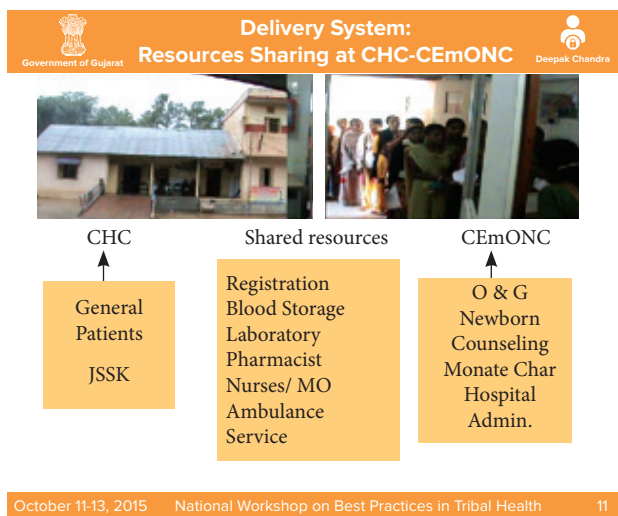 Delivery System:
Resources Sharing at CHC-CEmONC
Government of Gujarat
Deepak Chandra
CHC
Shared resources
CEmONC
General
Patients
JSSK
Registration
Blood Storage
Laboratory
Pharmacist
Nurses/ MO
Ambulance
Service
O & G
Newborn
Counseling
Monate Char
Hospital
Admin.
October 11-13, 2015 National Workshop on Best Practices in Tribal Health 11